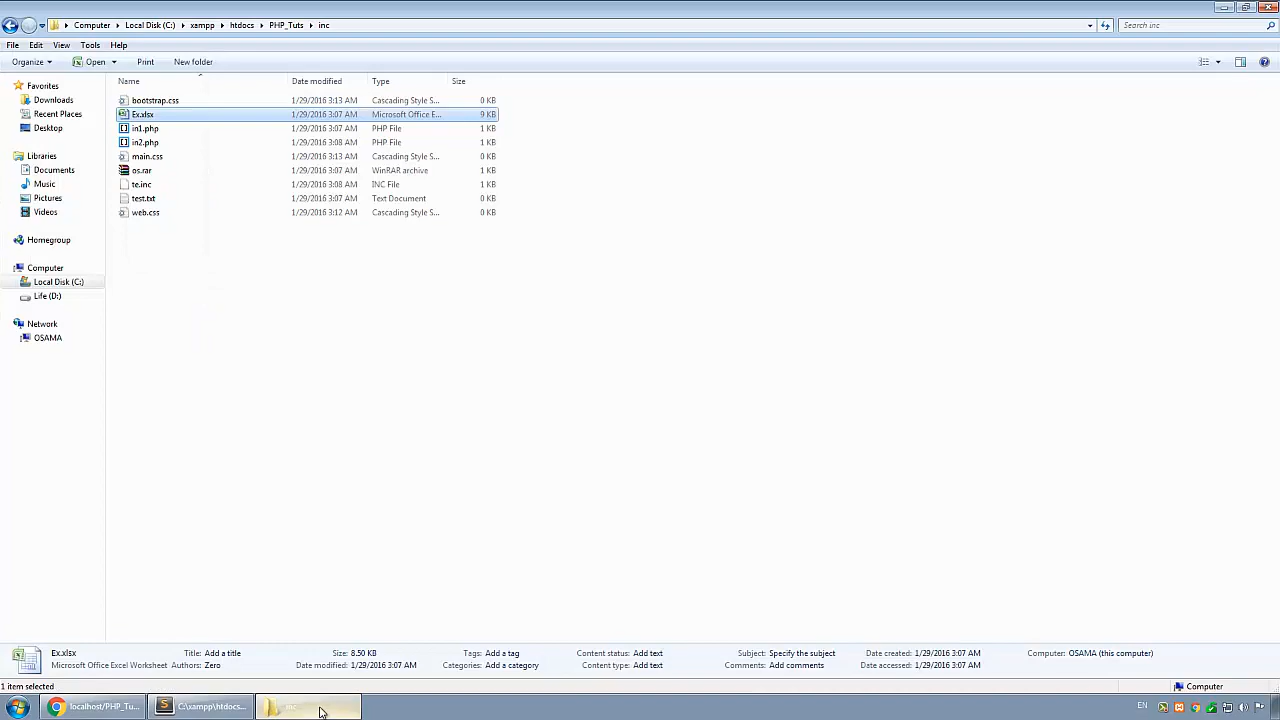 Computer Local Disk (C:) xampp htdocs PHP_Tuts inc Search inc
File Edit View Tools Help
Organize Open Print New folder
Name Date modified Type Size
Favorites
Downloads
Recent Places
Desktop
Libraries
Documents
Music
Pictures
Videos
Homegroup
Computer
Local Disk (C:)
Life (D:)
Network
OSAMA
bootstrap.css 1/29/2016 3:13 AM Cascading Style S... 0 KB
Ex.xlsx 1/29/2016 3:07 AM Microsoft Office E... 9 KB
in1.php 1/29/2016 3:07 AM PHP File 1 KB
in2.php 1/29/2016 3:08 AM PHP File 1 KB
main.css 1/29/2016 3:13 AM Cascading Style S... 0 KB
os.rar 1/29/2016 3:07 AM WinRAR archive 1 KB
te.inc 1/29/2016 3:08 AM INC File 1 KB
test.txt 1/29/2016 3:07 AM Text Document 0 KB
web.css 1/29/2016 3:12 AM Cascading Style S... 0 KB
Ex.xlsx Title: Add a title Size: 8.50 KB Tags: Add a tag Content status: Add text Subject: Specify the subject Date created: 1/29/2016 3:07 AM Computer: OSAMA (this computer)
Microsoft Office Excel Worksheet Authors: Zero Date modified: 1/29/2016 3:07 AM Categories: Add a category Content type: Add text Comments: Add comments Date accessed: 1/29/2016 3:07 AM
1 item selected Computer
localhost/PHP_Tu... C:\xampp\htdocs... inc EN